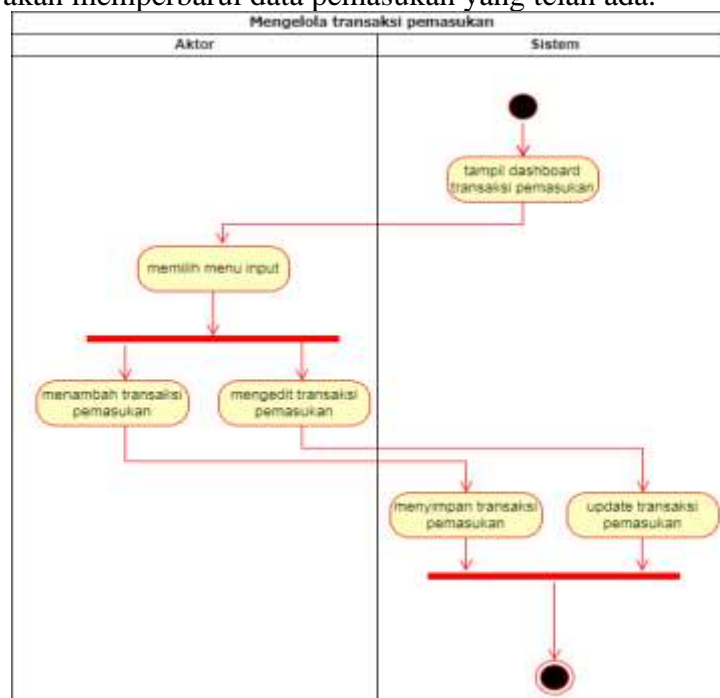 akan memperbarui data pemasukan yang telah ada.
Mengelola transaksi pemasukan
Aktor
Sistem
tampil dashboard
transaksi pemasukan
memilih menu input
menambah transaksi
pemasukan
mengedit transaksi
pemasukan
menyimpan transaksi
pemasukan
update transaksi
pemasukan